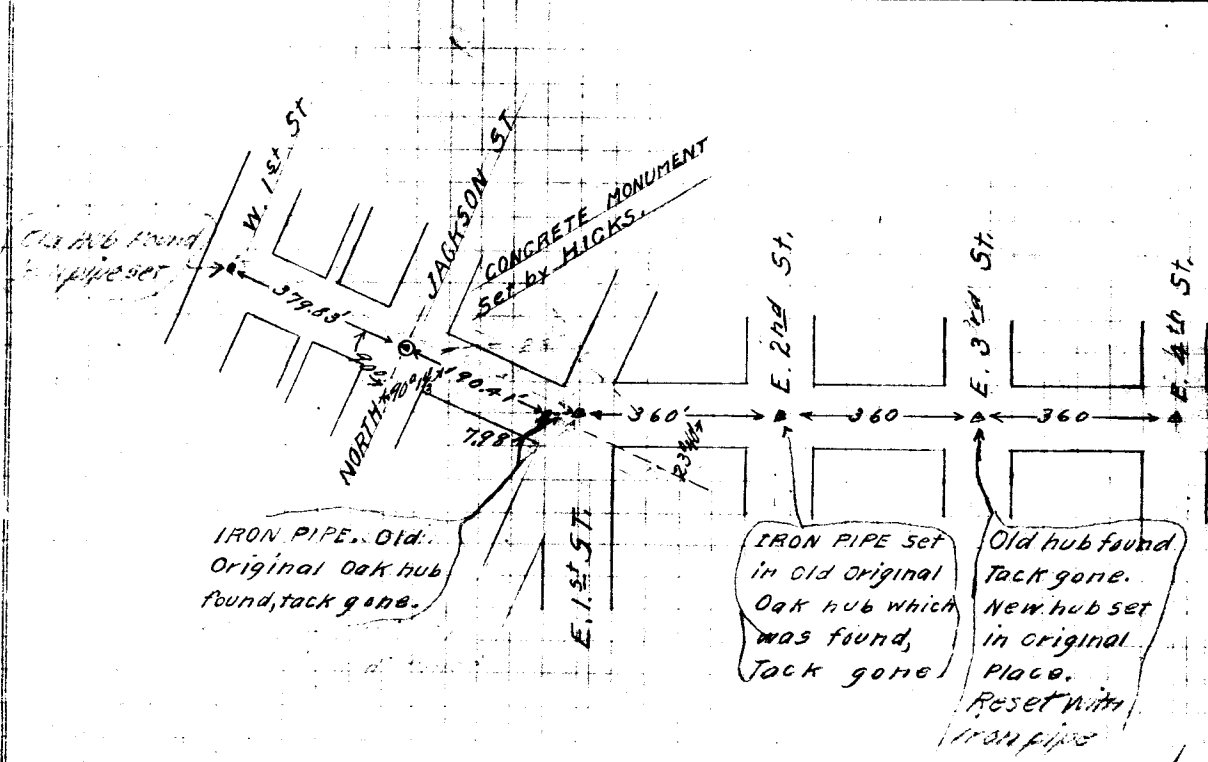 W. 1st St
JACKSON ST.
CONCRETE MONUMENT
Set by HICKS.
E. 2nd St.
E. 3rd St.
E. 4th St.
Old hub found
iron pipe set
379.83'
90.41'
7.98
NORTH
360'
360
360
23°40'
E. 1st ST.
IRON PIPE. Old
Original Oak hub
found, tack gone.
IRON PIPE set
in Old Original
Oak hub which
was found,
Tack gone
Old hub found
Tack gone.
New hub set
in original
Place.
Reset with
iron pipe